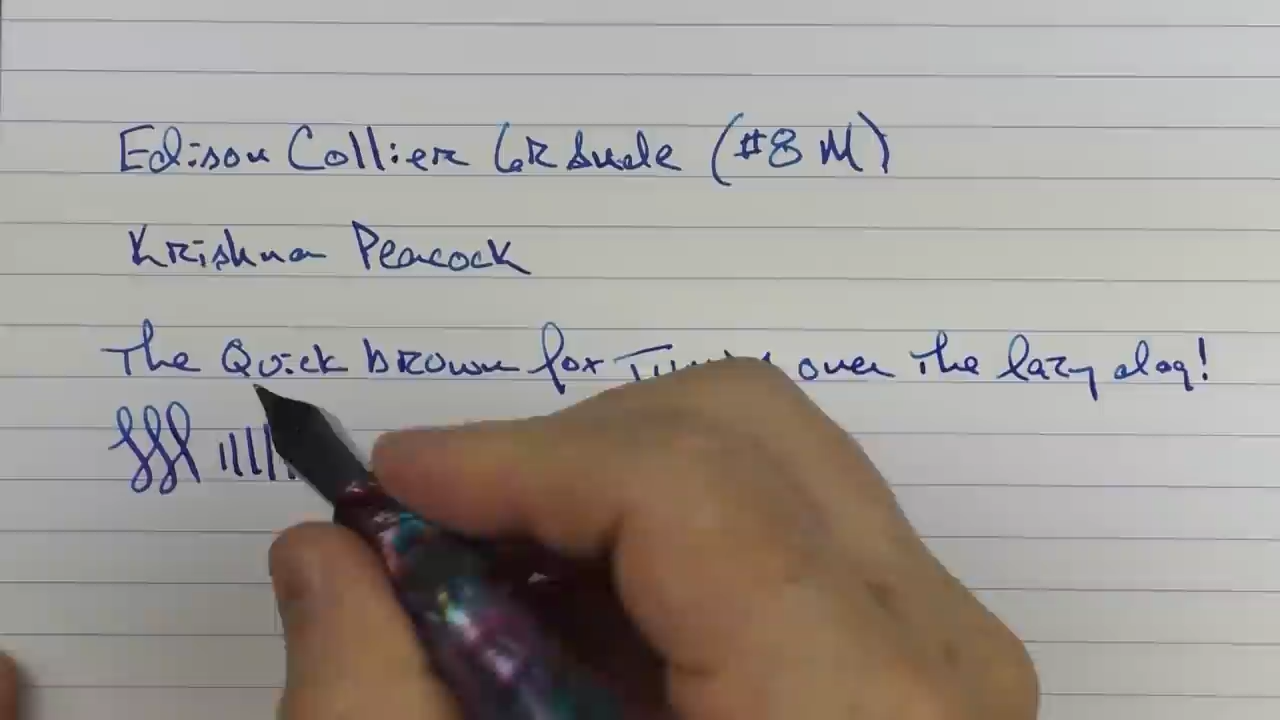 Edison Collier Grande (#8 M)
Krishna Peacock
The Quick brown fox over the lazy dog!